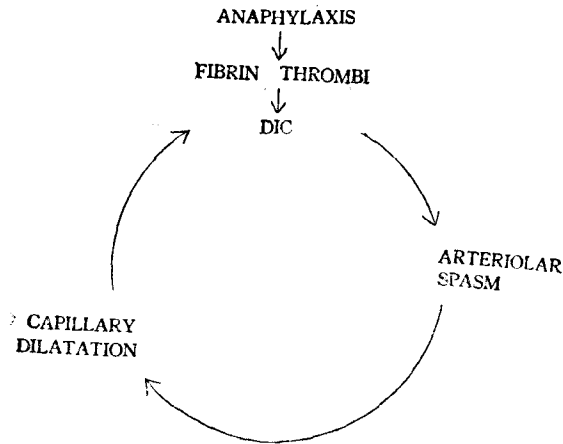 ANAPHYLAXIS
FIBRIN THROMBI
DIC
ARTERIOLAR
SPASM
CAPILLARY
DILATATION